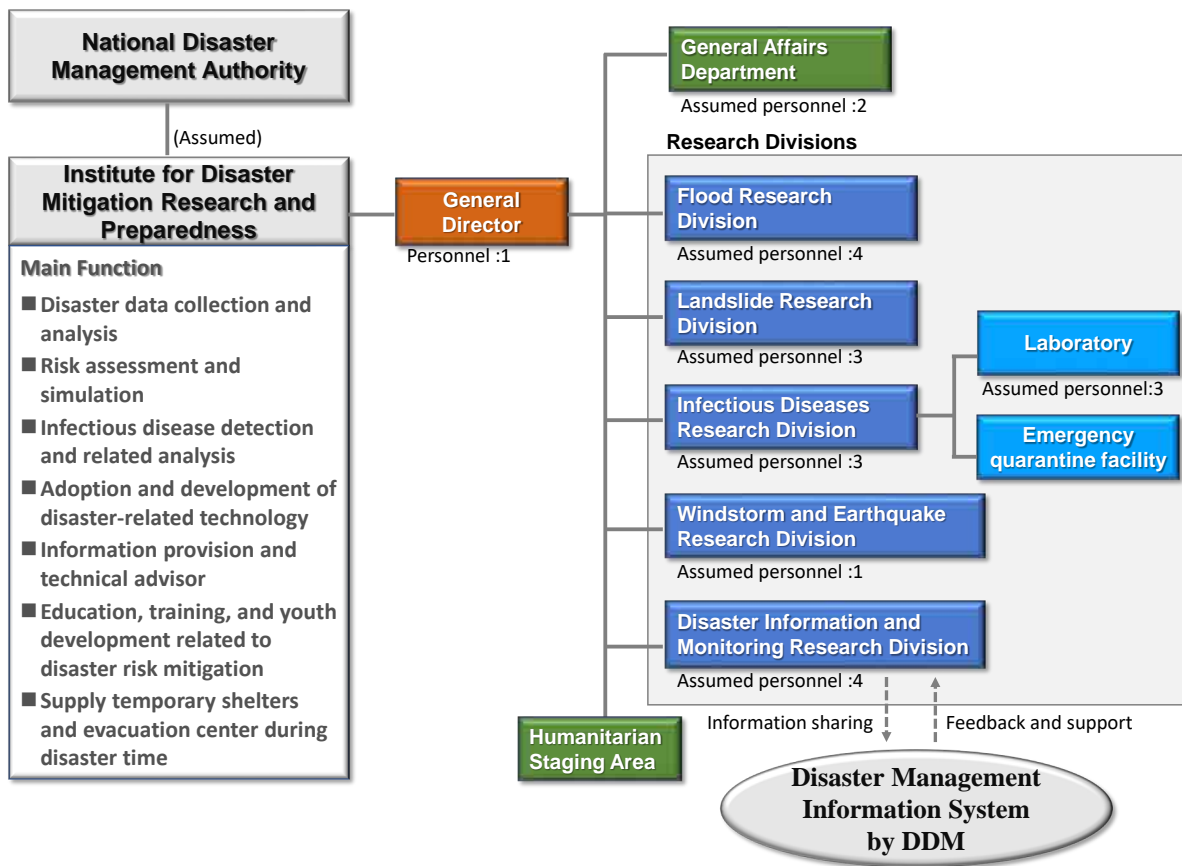 National Disaster
Management Authority
(Assumed)
Institute for Disaster
Mitigation Research and
Preparedness
Main Function
■ Disaster data collection and
analysis
■ Risk assessment and
simulation
■ Infectious disease detection
and related analysis
■ Adoption and development of
disaster-related technology
■ Information provision and
technical advisor
■ Education, training, and youth
development related to
disaster risk mitigation
■ Supply temporary shelters
and evacuation center during
disaster time
General
Director
Personnel :1
General Affairs
Department
Assumed personnel :2
Research Divisions
Flood Research
Division
Assumed personnel :4
Landslide Research
Division
Assumed personnel :3
Infectious Diseases
Research Division
Assumed personnel :3
Laboratory
Assumed personnel:3
Emergency
quarantine facility
Windstorm and Earthquake
Research Division
Assumed personnel :1
Disaster Information and
Monitoring Research Division
Assumed personnel :4
Information sharing
Feedback and support
Humanitarian
Staging Area
Disaster Management
Information System
by DDM